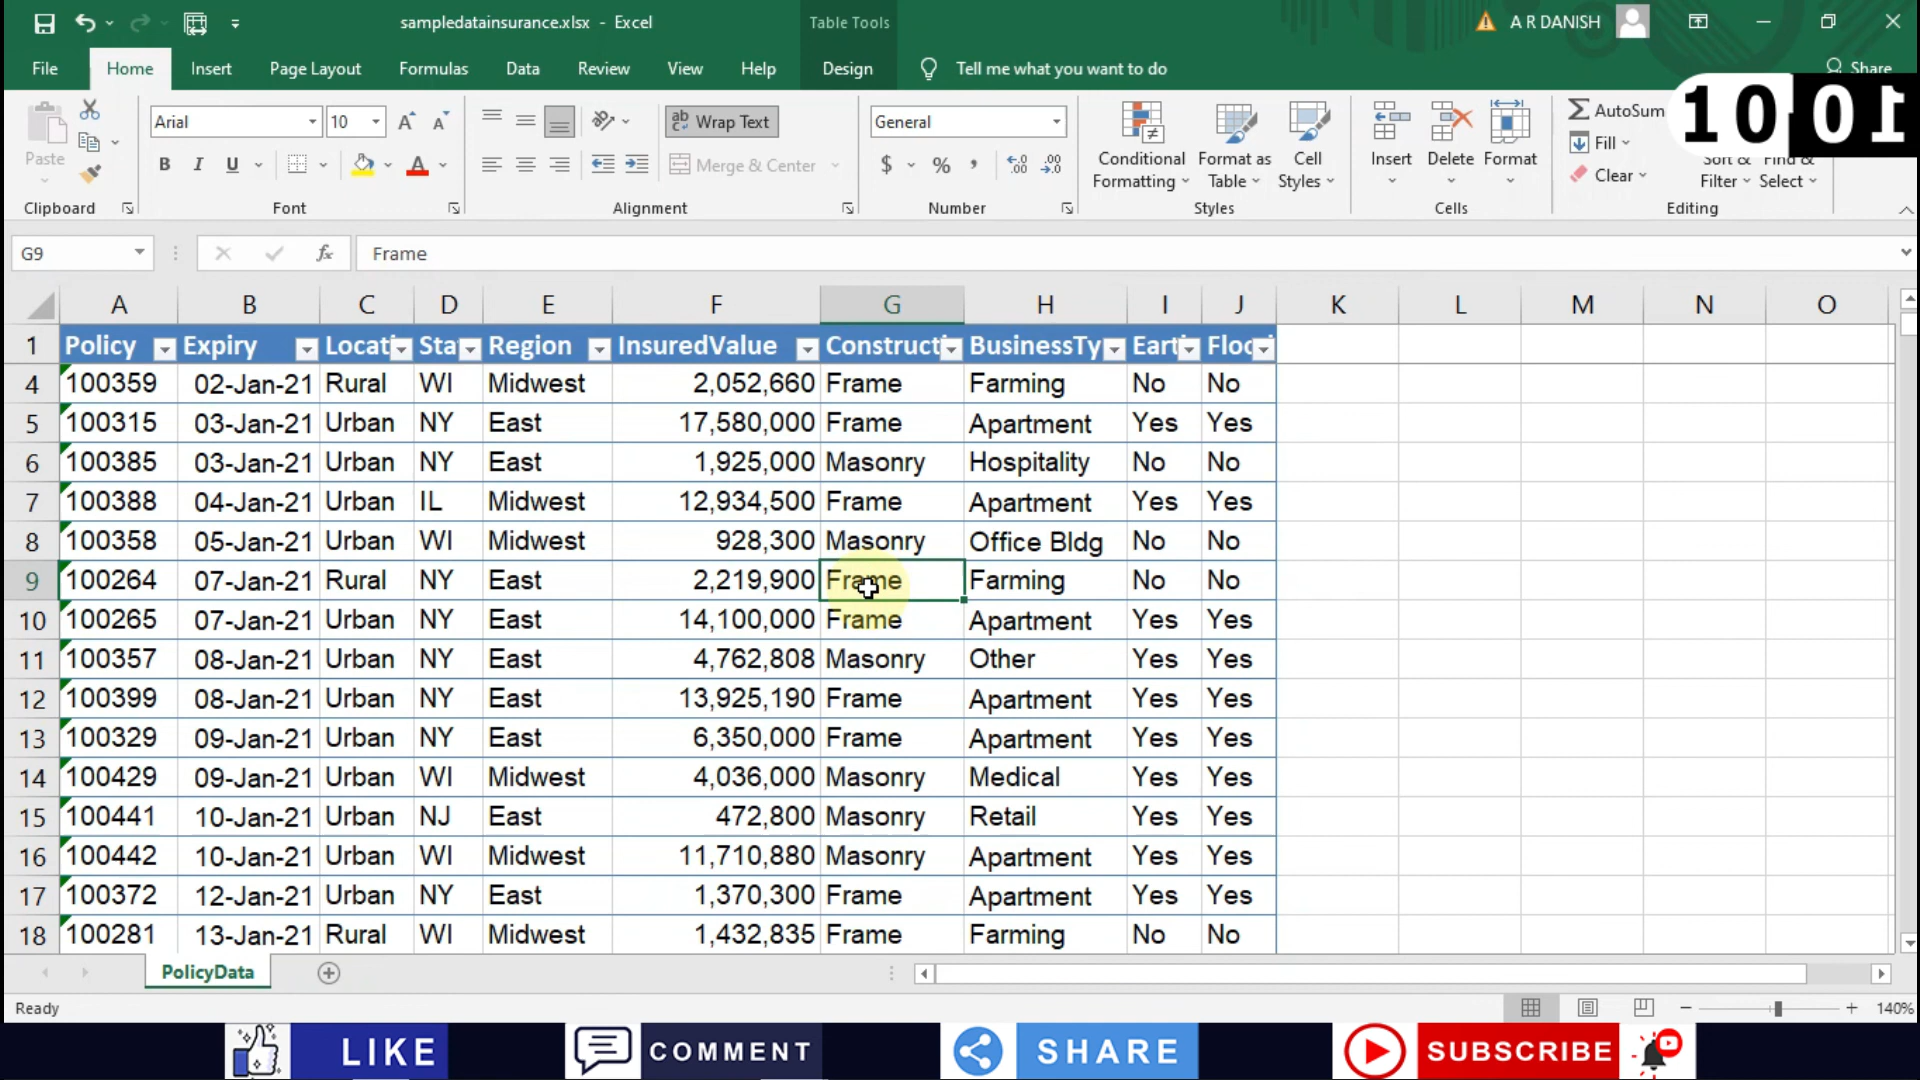 sampledatainsurance.xlsx - Excel
Table Tools
A R DANISH
File Home Insert Page Layout Formulas Data Review View Help Design Tell me what you want to do Share
10 01
Paste
Arial 10
Wrap Text
Merge & Center
General
$ % ,
Conditional Formatting
Format as Table
Cell Styles
Insert Delete Format
AutoSum
Fill
Clear
Sort & Filter
Find & Select
Clipboard Font Alignment Number Styles Cells Editing
G9 fx Frame
A B C D E F G H I J K L M N O
1 Policy Expiry Locati Sta Region InsuredValue Construct BusinessTy Eart Floo
4 100359 02-Jan-21 Rural WI Midwest 2,052,660 Frame Farming No No
5 100315 03-Jan-21 Urban NY East 17,580,000 Frame Apartment Yes Yes
6 100385 03-Jan-21 Urban NY East 1,925,000 Masonry Hospitality No No
7 100388 04-Jan-21 Urban IL Midwest 12,934,500 Frame Apartment Yes Yes
8 100358 05-Jan-21 Urban WI Midwest 928,300 Masonry Office Bldg No No
9 100264 07-Jan-21 Rural NY East 2,219,900 Frame Farming No No
10 100265 07-Jan-21 Urban NY East 14,100,000 Frame Apartment Yes Yes
11 100357 08-Jan-21 Urban NY East 4,762,808 Masonry Other Yes Yes
12 100399 08-Jan-21 Urban NY East 13,925,190 Frame Apartment Yes Yes
13 100329 09-Jan-21 Urban NY East 6,350,000 Frame Apartment Yes Yes
14 100429 09-Jan-21 Urban WI Midwest 4,036,000 Masonry Medical Yes Yes
15 100441 10-Jan-21 Urban NJ East 472,800 Masonry Retail Yes Yes
16 100442 10-Jan-21 Urban WI Midwest 11,710,880 Masonry Apartment Yes Yes
17 100372 12-Jan-21 Urban NY East 1,370,300 Frame Apartment Yes Yes
18 100281 13-Jan-21 Rural WI Midwest 1,432,835 Frame Farming No No
PolicyData
Ready 140%
LIKE COMMENT SHARE SUBSCRIBE